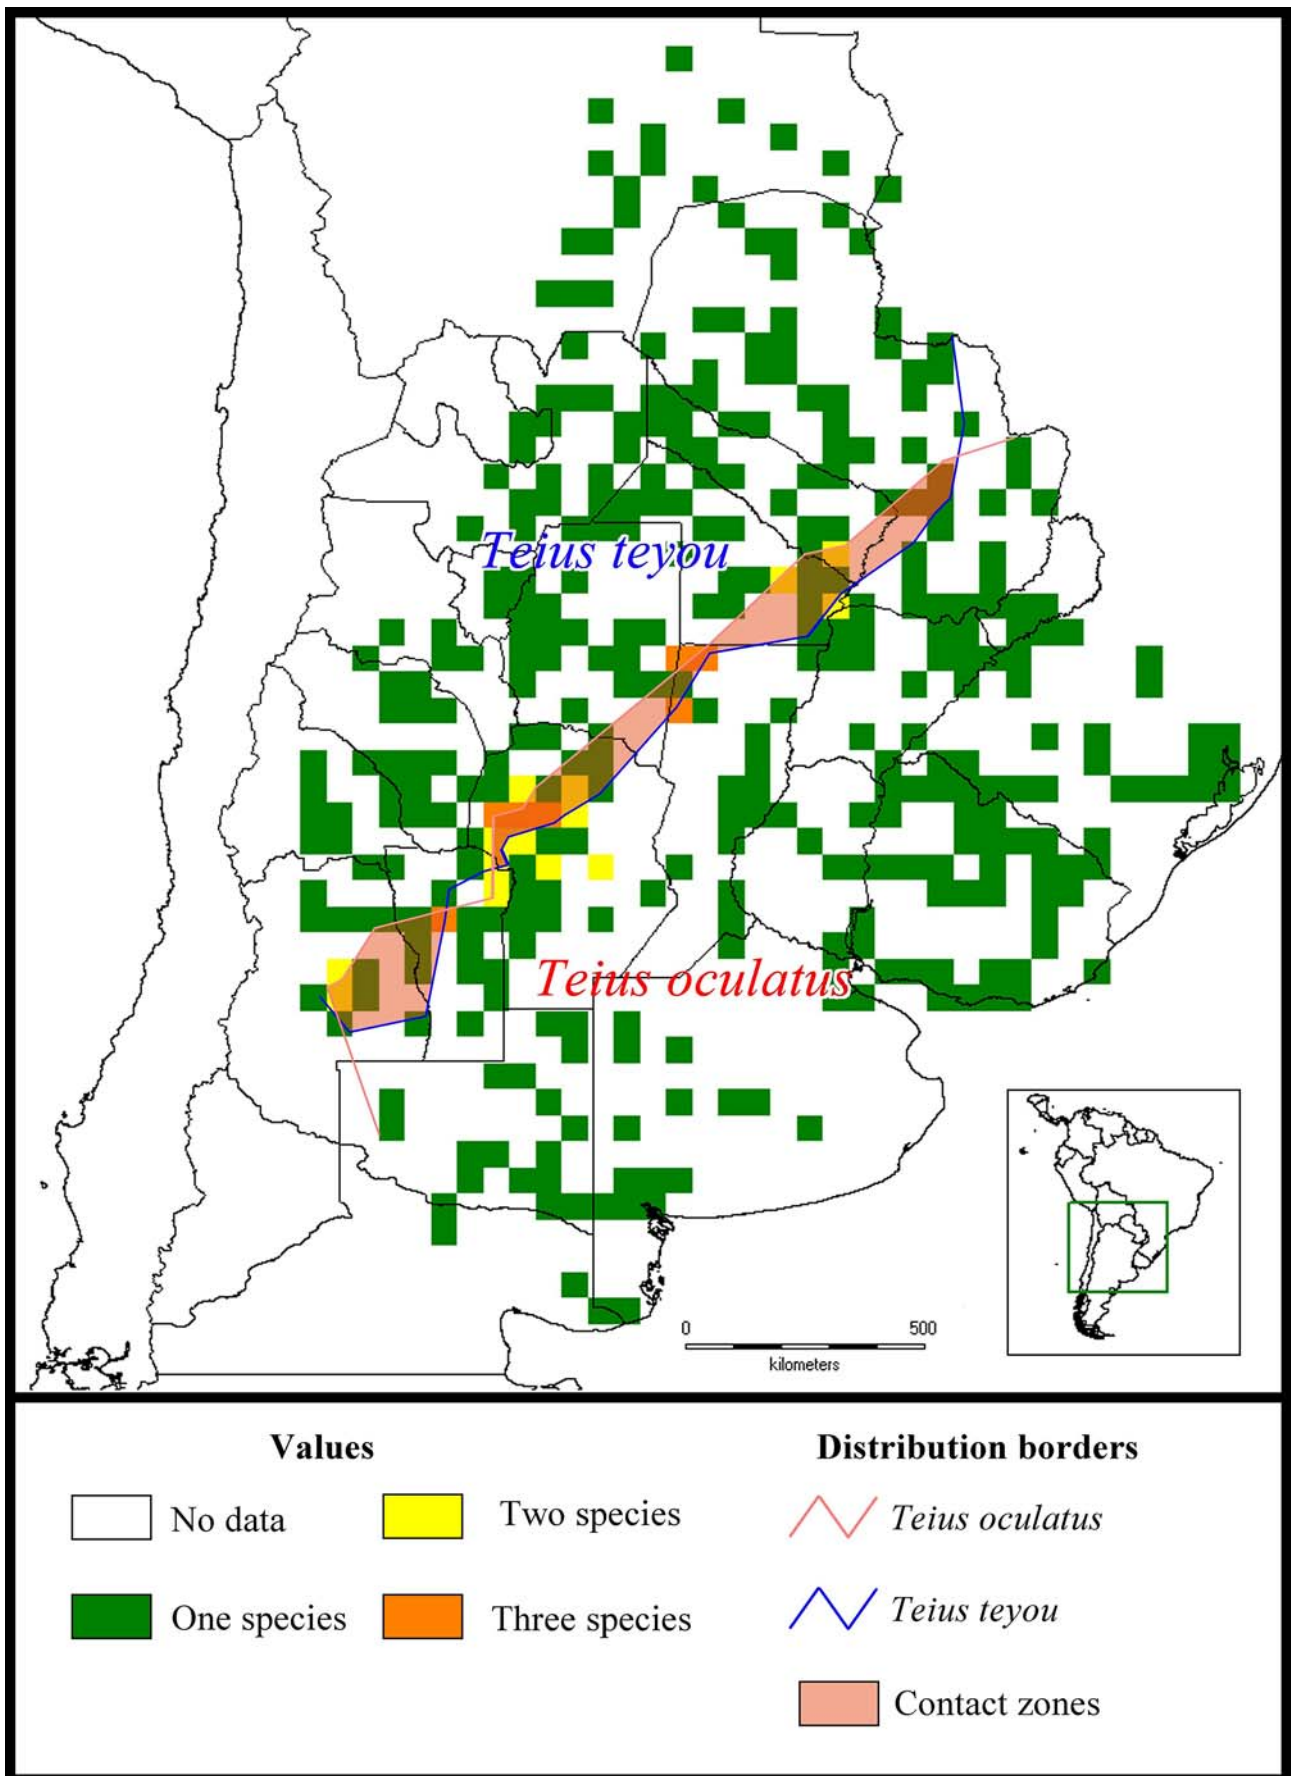 Teius teyou
Teius oculatus
0 500
kilometers
Values
Distribution borders
No data
Two species
Teius oculatus
One species
Three species
Teius teyou
Contact zones